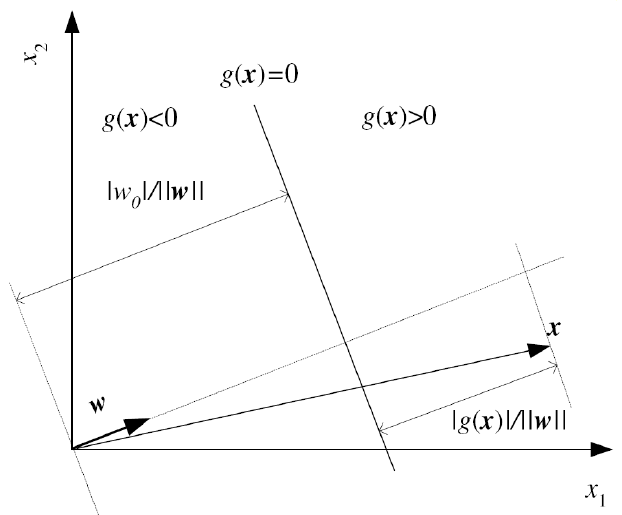 x₂
g(x)=0
g(x)<0
g(x)>0
|w₀|/||w||
x
w
|g(x)|/||w||
x₁